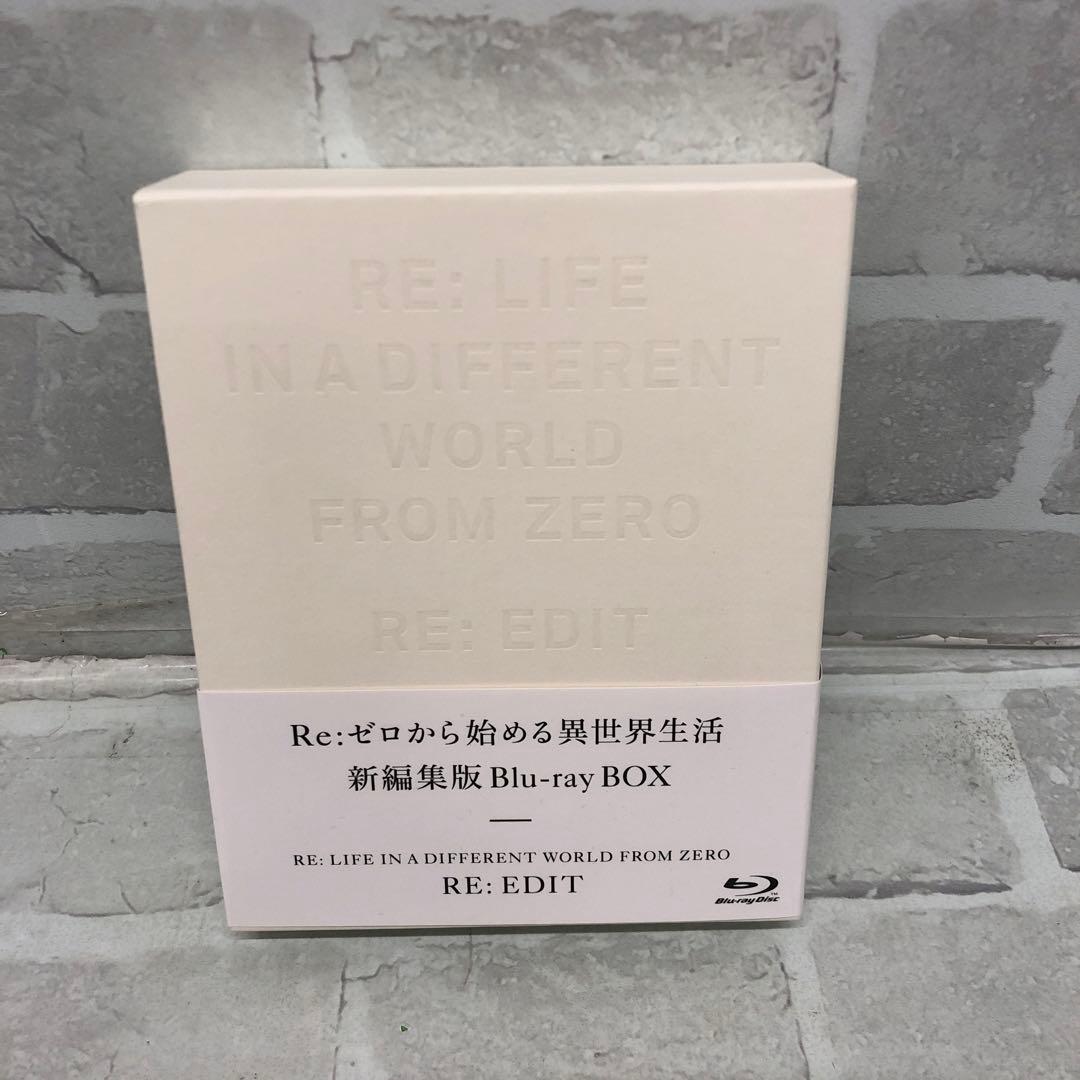 RE: LIFE
IN A DIFFERENT
WORLD
FROM ZERO
RE: EDIT
Re:ゼロから始める異世界生活
新編集版 Blu-ray BOX
RE: LIFE IN A DIFFERENT WORLD FROM ZERO
RE: EDIT
Blu-ray Disc™